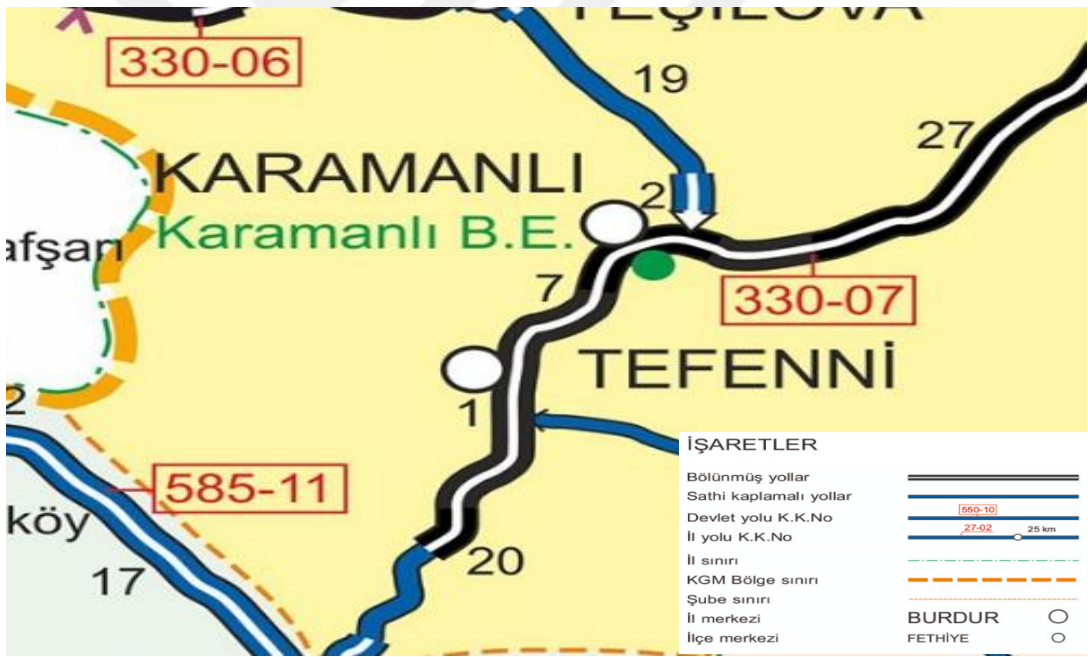 YEŞİLOVA
330-06
19
27
KARAMANLI
2
Karamanlı B.E.
afşarı
7
330-07
TEFENNİ
1
2
585-11
köy
17
20
İŞARETLER
Bölünmüş yollar
Sathi kaplamalı yollar
Devlet yolu K.K.No 550-10
İl yolu K.K.No 27-02 25 km
İl sınırı
KGM Bölge sınırı
Şube sınırı
İl merkezi BURDUR
İlçe merkezi FETHİYE